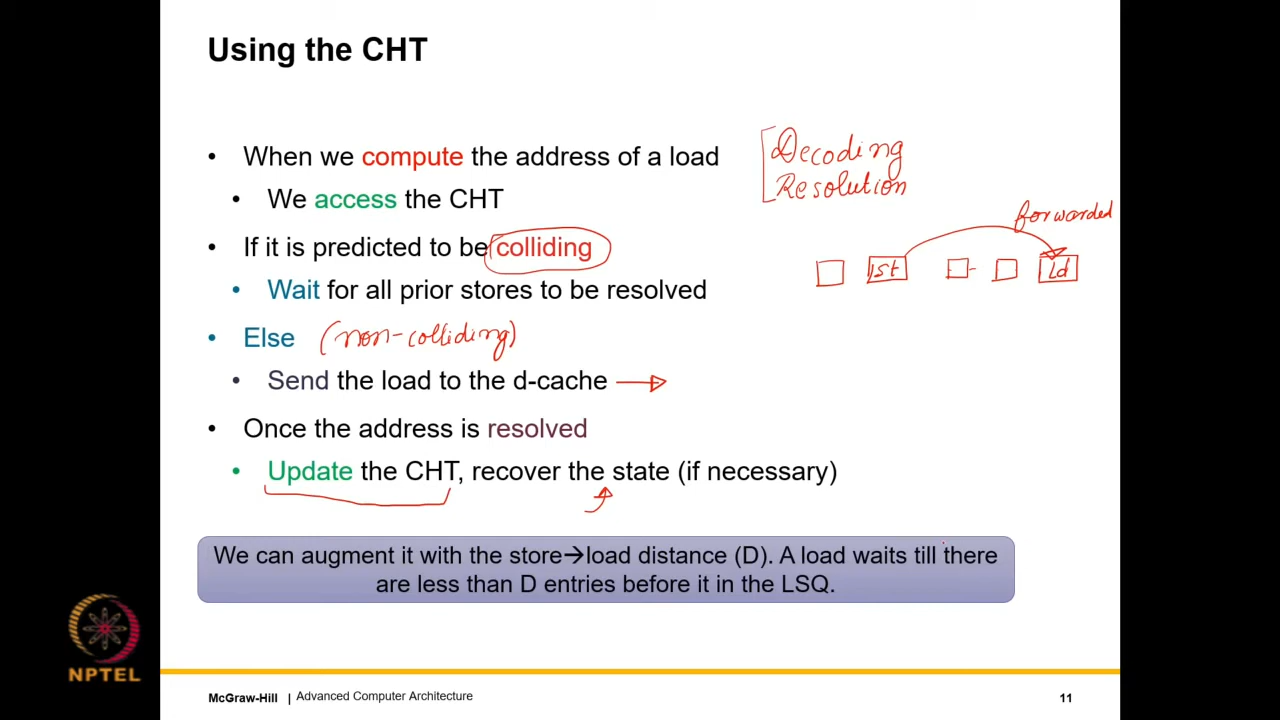 Using the CHT
• When we compute the address of a load
• We access the CHT
• If it is predicted to be colliding
• Wait for all prior stores to be resolved
• Else (non-colliding)
• Send the load to the d-cache
• Once the address is resolved
• Update the CHT, recover the state (if necessary)
Decoding
Resolution
forwarded
st
Ld
We can augment it with the store→load distance (D). A load waits till there
are less than D entries before it in the LSQ.
NPTEL
McGraw-Hill | Advanced Computer Architecture
11